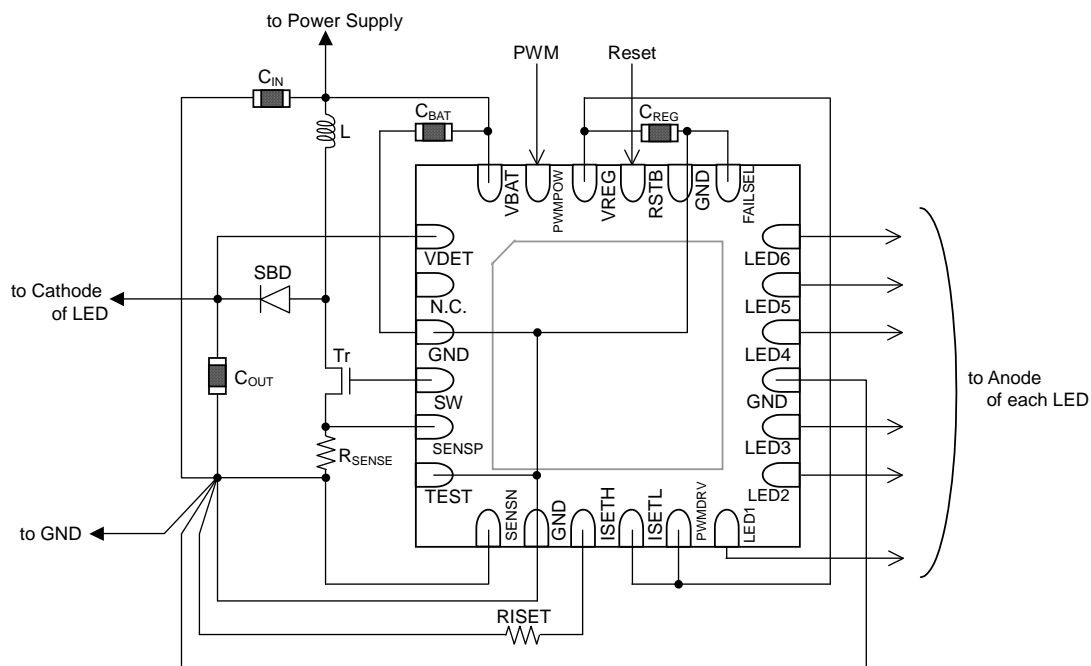 to Power Supply
PWM
Reset
CIN
CBAT
CREG
L
VBAT
PWMPOW
VREG
RSTB
GND
FAILSEL
VDET
N.C.
GND
SW
SENSP
TEST
LED6
LED5
LED4
GND
LED3
LED2
SENSN
GND
ISETH
ISETL
PWMDRV
LED1
SBD
to Cathode
of LED
Tr
COUT
RSENSE
to GND
RISET
to Anode
of each LED